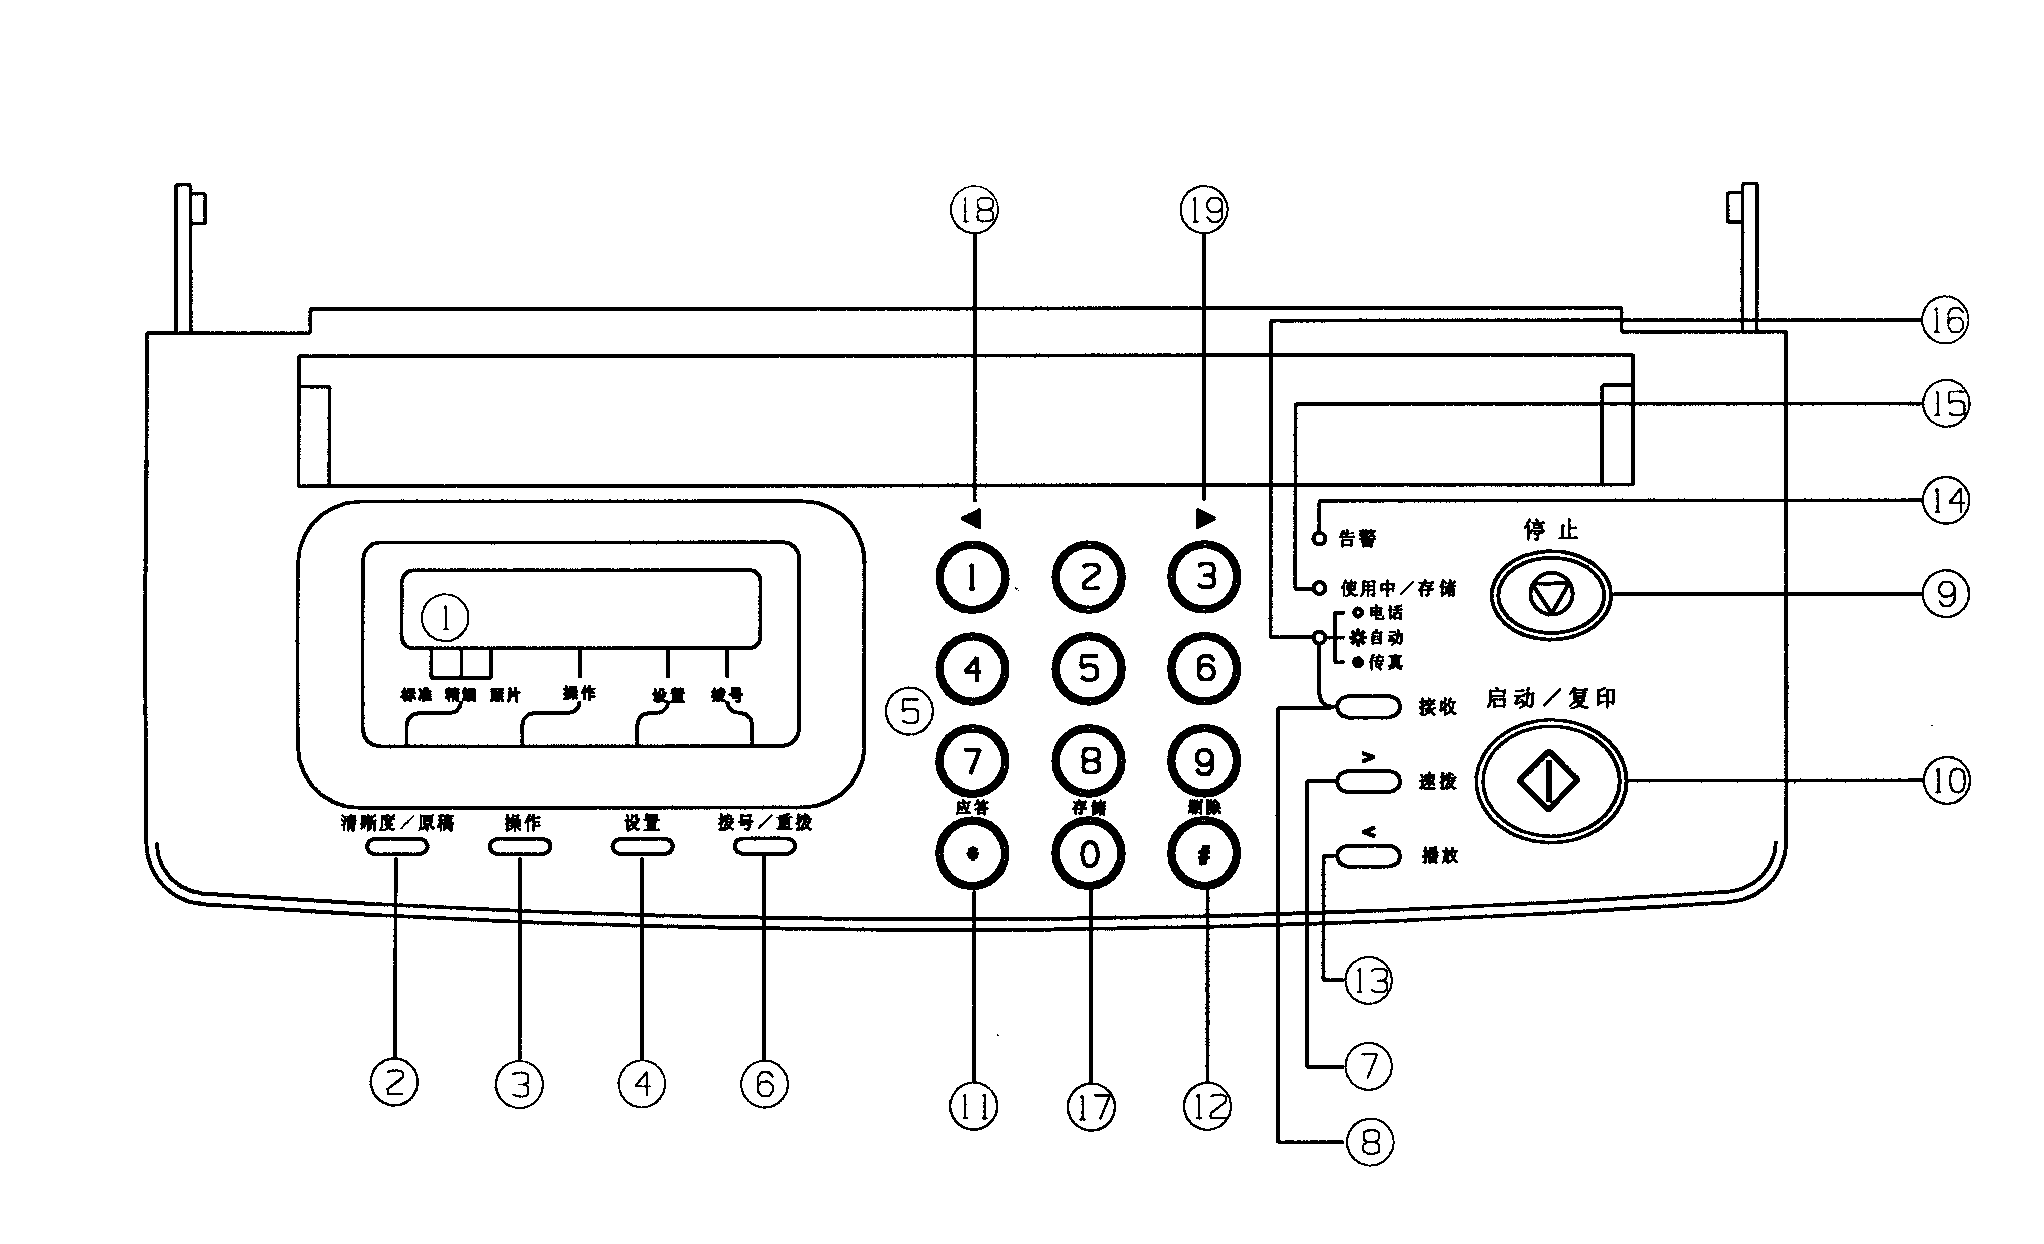 18 19
16
15
14
告警
停止
1 2 3
使用中／存储
9
1
电话
自动
4 5 6
传真
标准 精细 照片 操作 设置 拨号
5
接收
启动／复印
7 8 9
速拨
10
应答 存储 删除
清晰度／原稿 操作 设置 拨号／重拨
* 0 #
播放
13
7
2 3 4 6
11 17 12
8